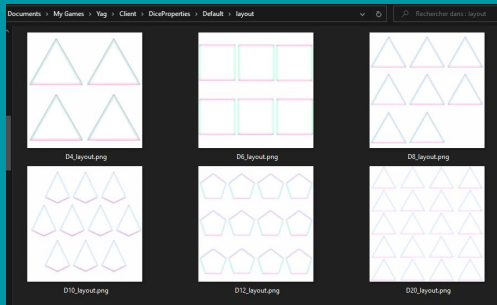 Documents > My Games > Yag > Client > DiceProperties > Default > layout
Rechercher dans : layout
D4_layout.png
D6_layout.png
D8_layout.png
D10_layout.png
D12_layout.png
D20_layout.png